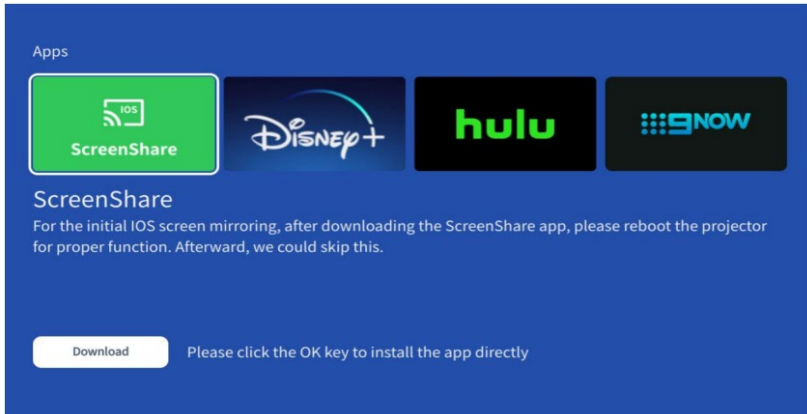 Apps
IOS
ScreenShare
Disney+
hulu
9NOW
ScreenShare
For the initial IOS screen mirroring, after downloading the ScreenShare app, please reboot the projector
for proper function. Afterward, we could skip this.
Download
Please click the OK key to install the app directly